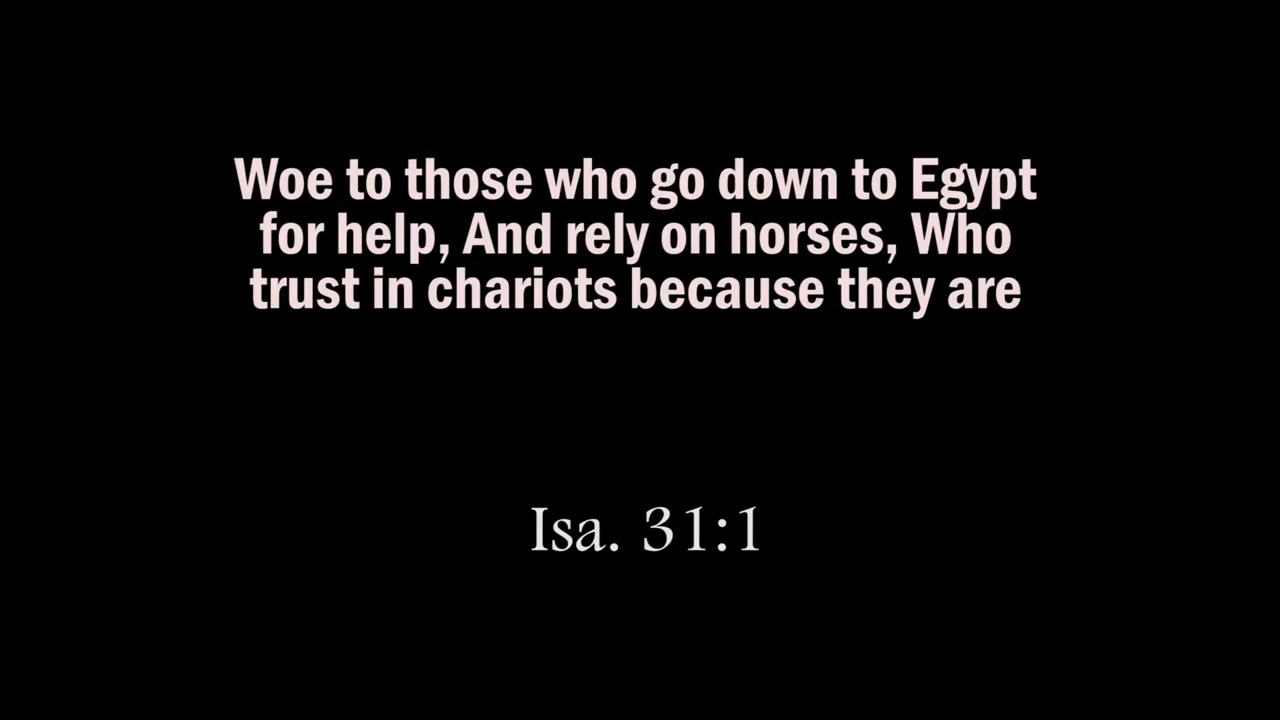 Woe to those who go down to Egypt
for help, And rely on horses, Who
trust in chariots because they are
Isa. 31:1